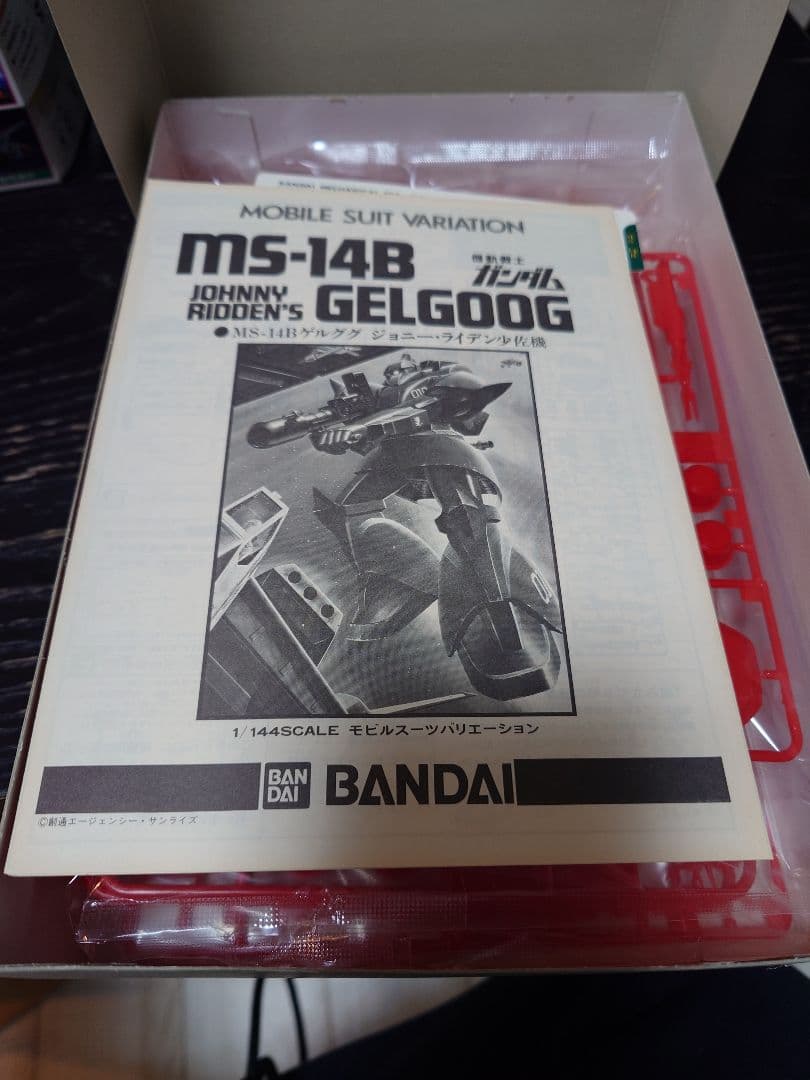 MOBILE SUIT VARIATION
MS-14B
機動戦士
ガンダム
JOHNNY
RIDDEN'S
GELGOOG
●MS-14Bゲルググ ジョニー・ライデン少佐機
010
1/144SCALE モビルスーツバリエーション
BAN
DAI
BANDAI
©創通エージェンシー・サンライズ